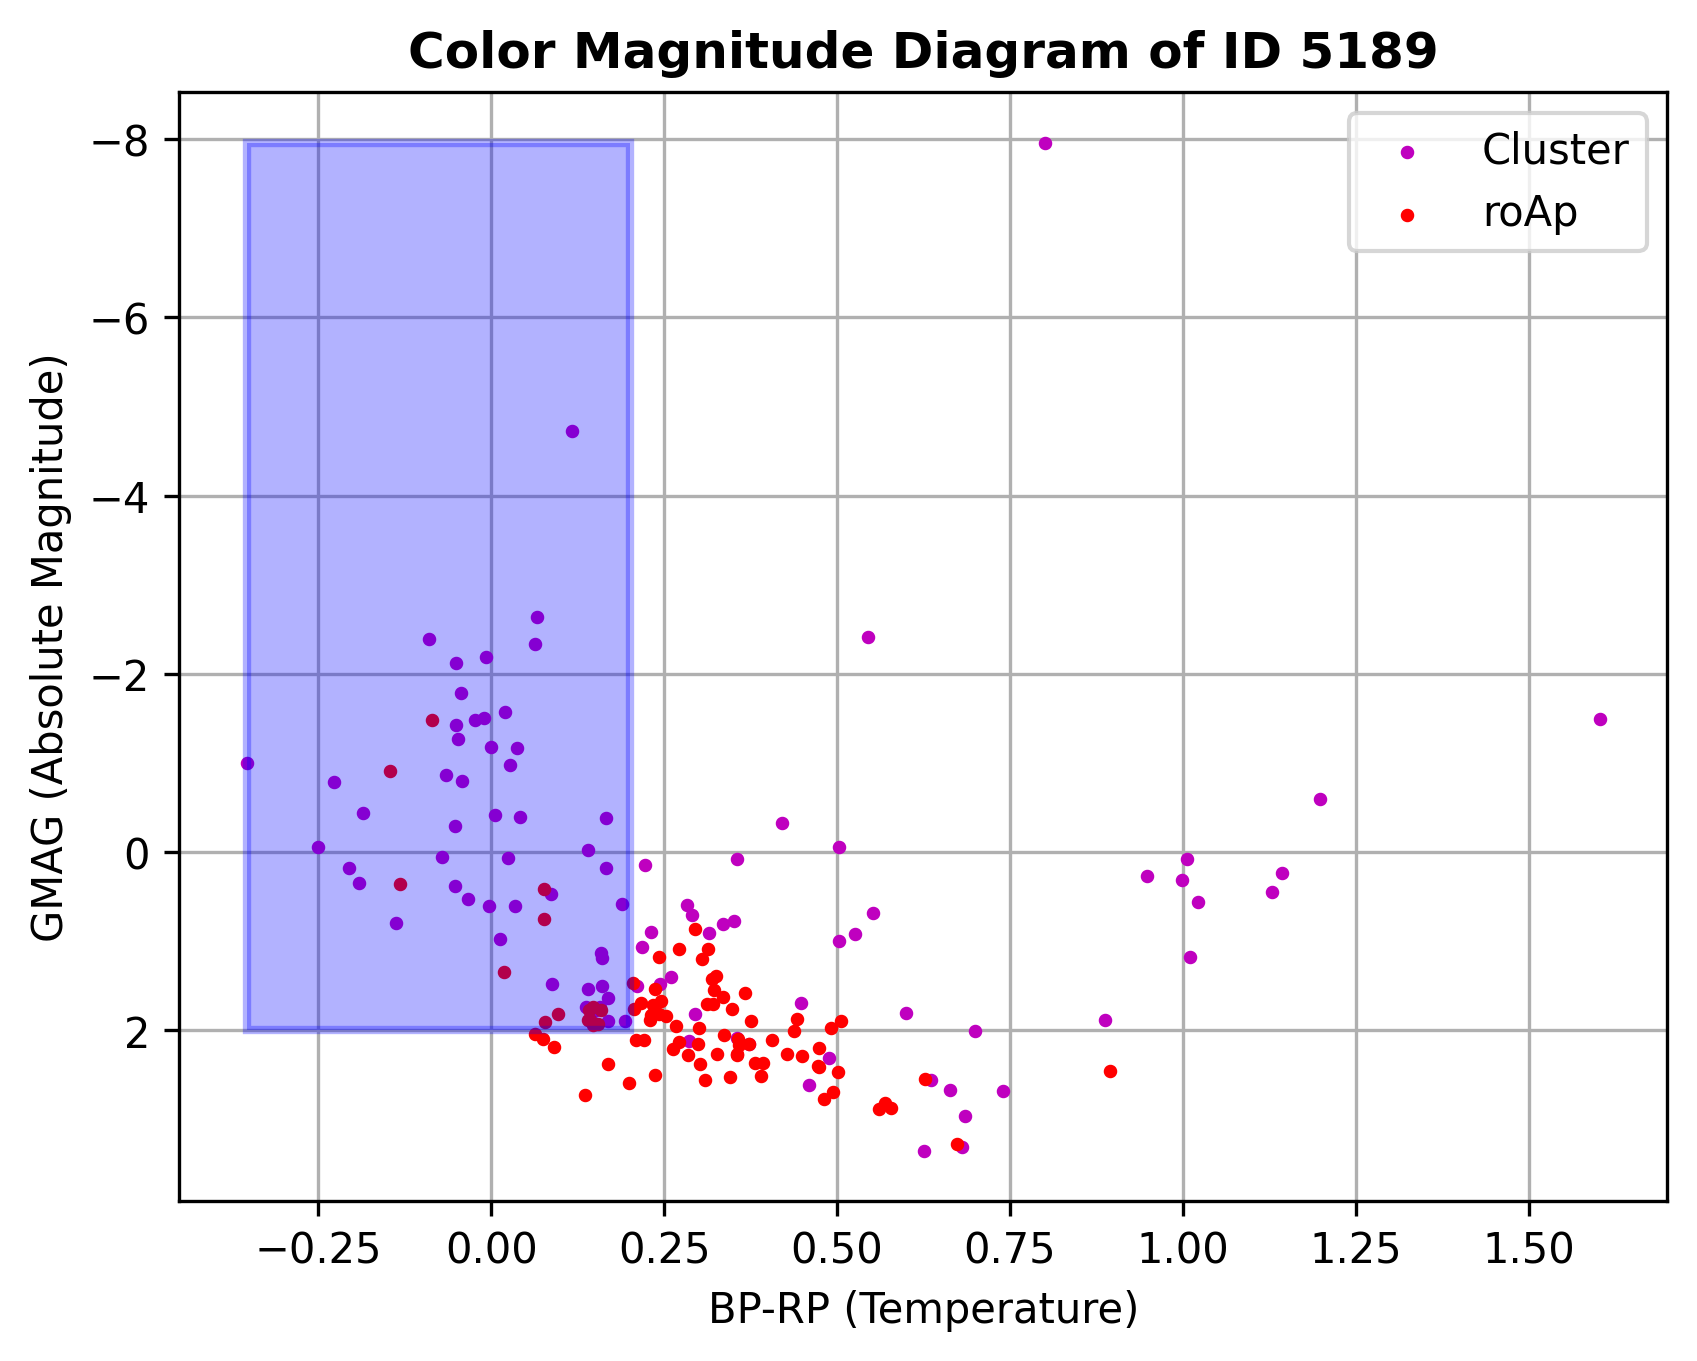 Color Magnitude Diagram of ID 5189
Cluster
roAp
GMAG (Absolute Magnitude)
−8
−6
−4
−2
0
2
−0.25 0.00 0.25 0.50 0.75 1.00 1.25 1.50
BP-RP (Temperature)